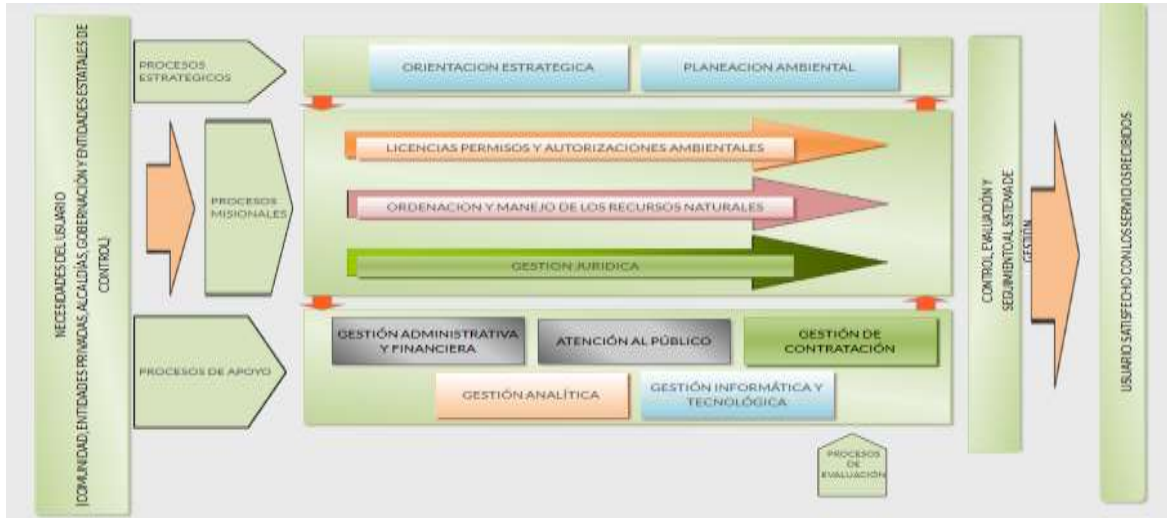 NECESIDADES DEL USUARIO
(COMUNIDAD, ENTIDADES PRIVADAS, ALCALDÍAS, GOBERNACIÓN Y ENTIDADES ESTATALES DE
CONTROL)
PROCESOS
ESTRATEGICOS
ORIENTACION ESTRATEGICA
PLANEACION AMBIENTAL
PROCESOS
MISIONALES
LICENCIAS PERMISOS Y AUTORIZACIONES AMBIENTALES
ORDENACION Y MANEJO DE LOS RECURSOS NATURALES
GESTION JURIDICA
PROCESOS DE APOYO
GESTIÓN ADMINISTRATIVA
Y FINANCIERA
ATENCIÓN AL PÚBLICO
GESTIÓN DE
CONTRATACIÓN
GESTIÓN ANALÍTICA
GESTIÓN INFORMÁTICA Y
TECNOLÓGICA
PROCESOS
DE
EVALUACIÓN
CONTROL, EVALUACIÓN Y
SEGUIMIENTO AL SISTEMA DE
GESTIÓN
USUARIO SATISFECHO CON LOS SERVICIOS RECIBIDOS